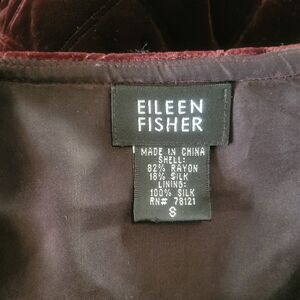 EILEEN
FISHER
MADE IN CHINA
SHELL:
82% RAYON
18% SILK
LINING:
100% SILK
RN# 78121
S